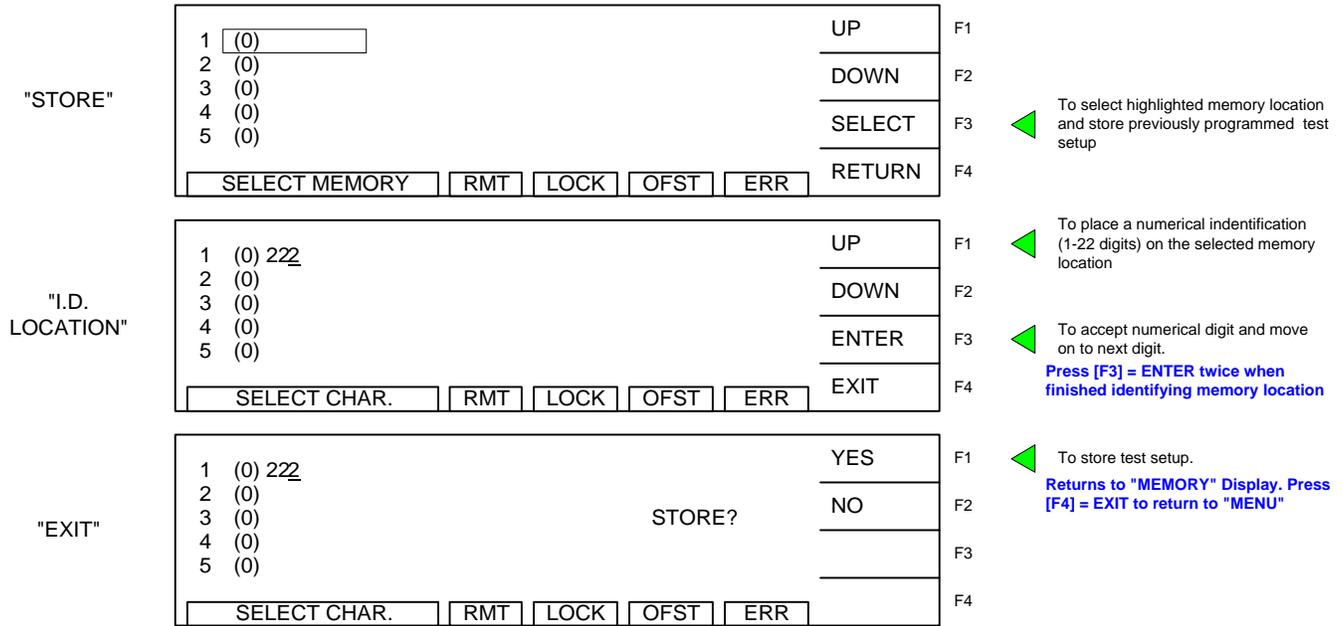 "STORE"
1 (0)
2 (0)
3 (0)
4 (0)
5 (0)
SELECT MEMORY RMT LOCK OFST ERR
UP F1
DOWN F2
SELECT F3
RETURN F4
To select highlighted memory location
and store previously programmed test
setup
"I.D.
LOCATION"
1 (0) 222
2 (0)
3 (0)
4 (0)
5 (0)
SELECT CHAR. RMT LOCK OFST ERR
UP F1
DOWN F2
ENTER F3
EXIT F4
To place a numerical indentification
(1-22 digits) on the selected memory
location
To accept numerical digit and move
on to next digit.
Press [F3] = ENTER twice when
finished identifying memory location
"EXIT"
1 (0) 222
2 (0)
3 (0)
4 (0)
5 (0)
STORE?
SELECT CHAR. RMT LOCK OFST ERR
YES F1
NO F2
F3
F4
To store test setup.
Returns to "MEMORY" Display. Press
[F4] = EXIT to return to "MENU"